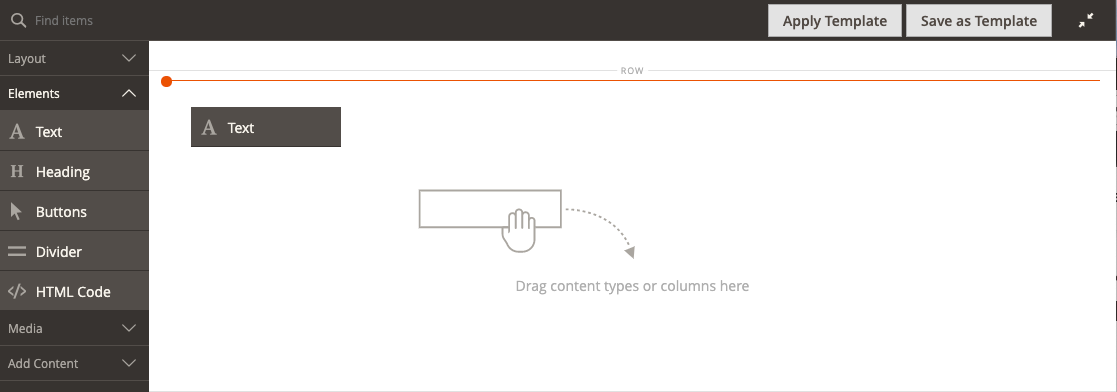 Find items
Apply Template
Save as Template
Layout
Elements
Text
Heading
Buttons
Divider
HTML Code
Media
Add Content
ROW
Text
Drag content types or columns here